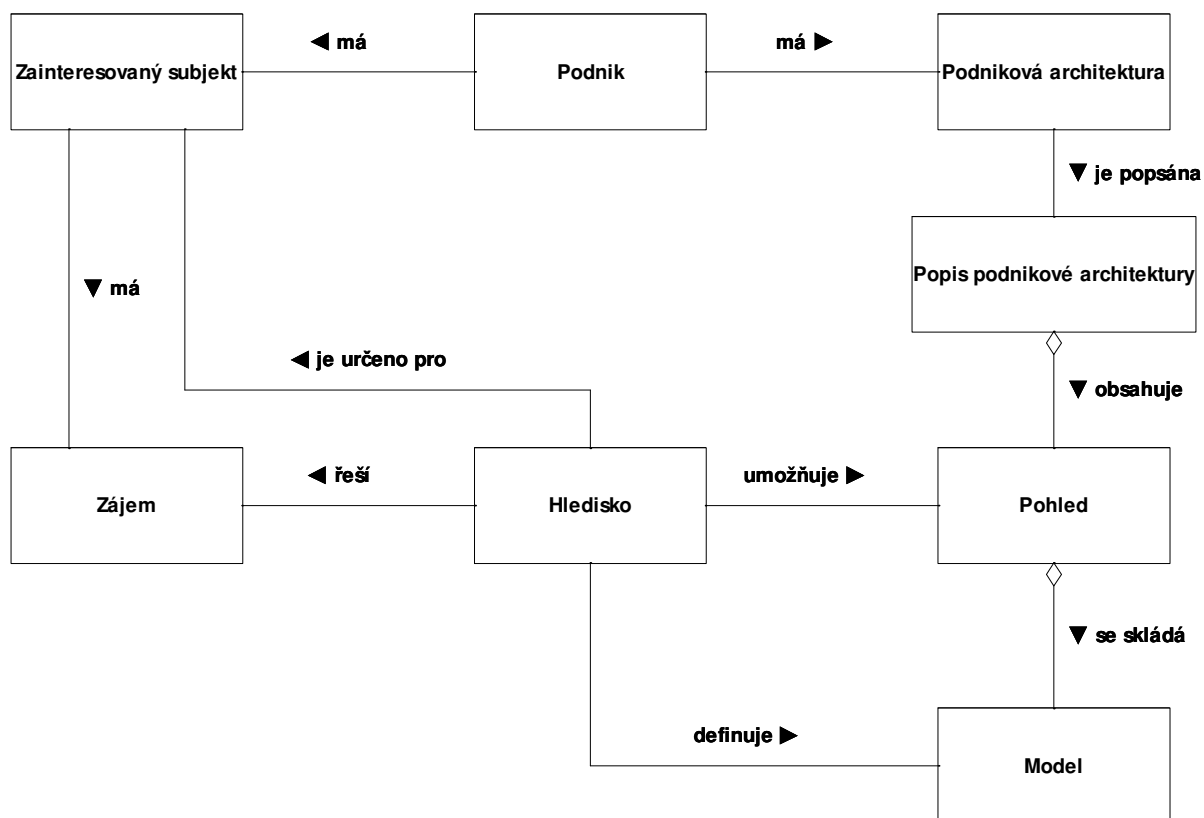 ◄ má
má ►
Zainteresovaný subjekt
Podnik
Podniková architektura
▼ je popsána
Popis podnikové architektury
▼ má
◄ je určeno pro
▼ obsahuje
◄ řeší
umožňuje ►
Zájem
Hledisko
Pohled
▼ se skládá
definuje ►
Model